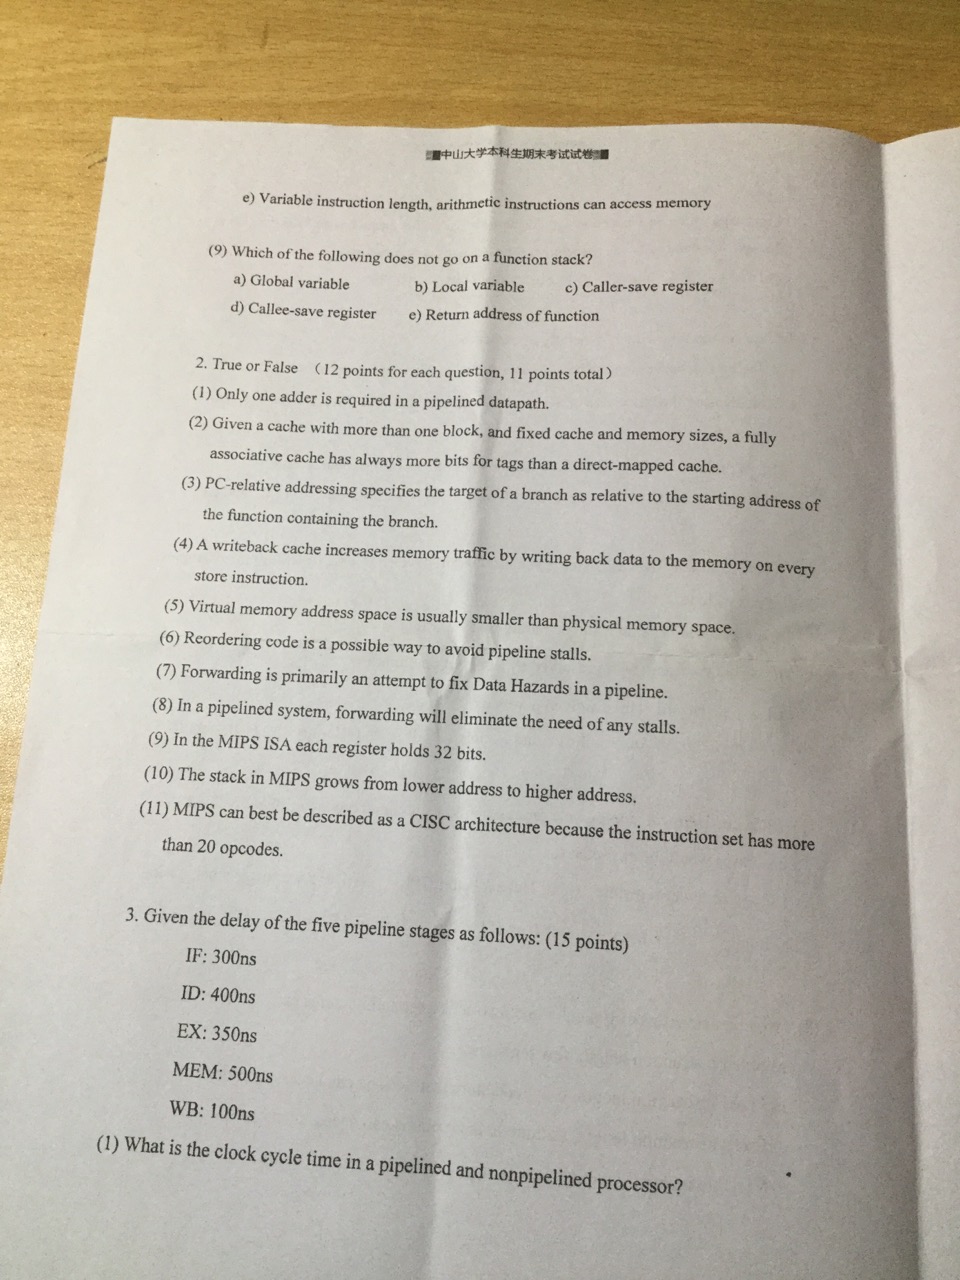 中山大学本科生期末考试试卷
e) Variable instruction length, arithmetic instructions can access memory
(9) Which of the following does not go on a function stack?
a) Global variable b) Local variable c) Caller-save register
d) Callee-save register e) Return address of function
2. True or False （12 points for each question, 11 points total）
(1) Only one adder is required in a pipelined datapath.
(2) Given a cache with more than one block, and fixed cache and memory sizes, a fully
associative cache has always more bits for tags than a direct-mapped cache.
(3) PC-relative addressing specifies the target of a branch as relative to the starting address of
the function containing the branch.
(4) A writeback cache increases memory traffic by writing back data to the memory on every
store instruction.
(5) Virtual memory address space is usually smaller than physical memory space.
(6) Reordering code is a possible way to avoid pipeline stalls.
(7) Forwarding is primarily an attempt to fix Data Hazards in a pipeline.
(8) In a pipelined system, forwarding will eliminate the need of any stalls.
(9) In the MIPS ISA each register holds 32 bits.
(10) The stack in MIPS grows from lower address to higher address.
(11) MIPS can best be described as a CISC architecture because the instruction set has more
than 20 opcodes.
3. Given the delay of the five pipeline stages as follows: (15 points)
IF: 300ns
ID: 400ns
EX: 350ns
MEM: 500ns
WB: 100ns
(1) What is the clock cycle time in a pipelined and nonpipelined processor?